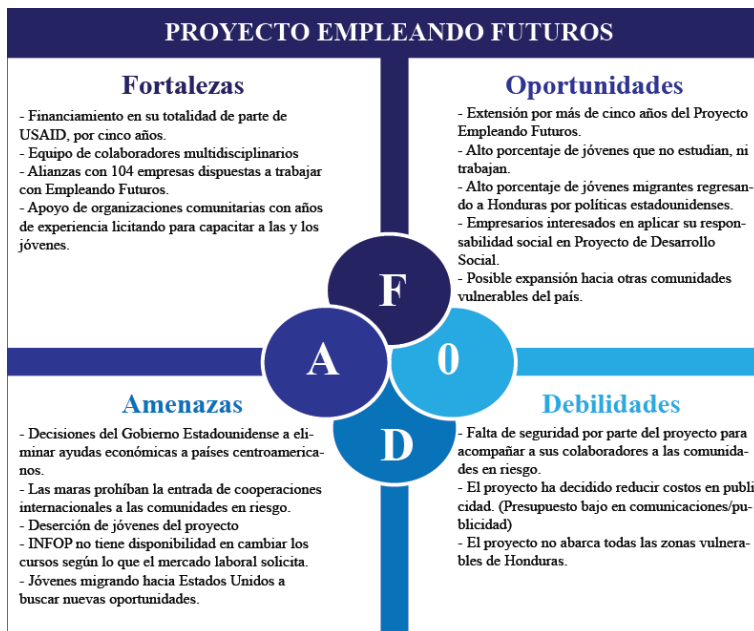 PROYECTO EMPLEANDO FUTUROS
Fortalezas
- Financiamiento en su totalidad de parte de
USAID, por cinco años.
- Equipo de colaboradores multidisciplinarios
- Alianzas con 104 empresas dispuestas a trabajar
con Empleando Futuros.
- Apoyo de organizaciones comunitarias con años
de experiencia licitando para capacitar a las y los
jóvenes.
Oportunidades
- Extensión por más de cinco años del Proyecto
Empleando Futuros.
- Alto porcentaje de jóvenes que no estudian, ni
trabajan.
- Alto porcentaje de jóvenes migrantes regresan-
do a Honduras por políticas estadounidenses.
- Empresarios interesados en aplicar su respon-
sabilidad social en Proyecto de Desarrollo
Social.
- Posible expansión hacia otras comunidades
vulnerables del país.
F
A
0
D
Amenazas
- Decisiones del Gobierno Estadounidense a eli-
minar ayudas económicas a países centroamerica-
nos.
- Las maras prohíban la entrada de cooperaciones
internacionales a las comunidades en riesgo.
- Deserción de jóvenes del proyecto
- INFOP no tiene disponibilidad en cambiar los
cursos según lo que el mercado laboral solicita.
- Jóvenes migrando hacia Estados Unidos a
buscar nuevas oportunidades.
Debilidades
- Falta de seguridad por parte del proyecto para
acompañar a sus colaboradores a las comunida-
des en riesgo.
- El proyecto ha decidido reducir costos en publi
cidad. (Presupuesto bajo en comunicaciones/pu-
blicidad)
- El proyecto no abarca todas las zonas vulnera-
bles de Honduras.